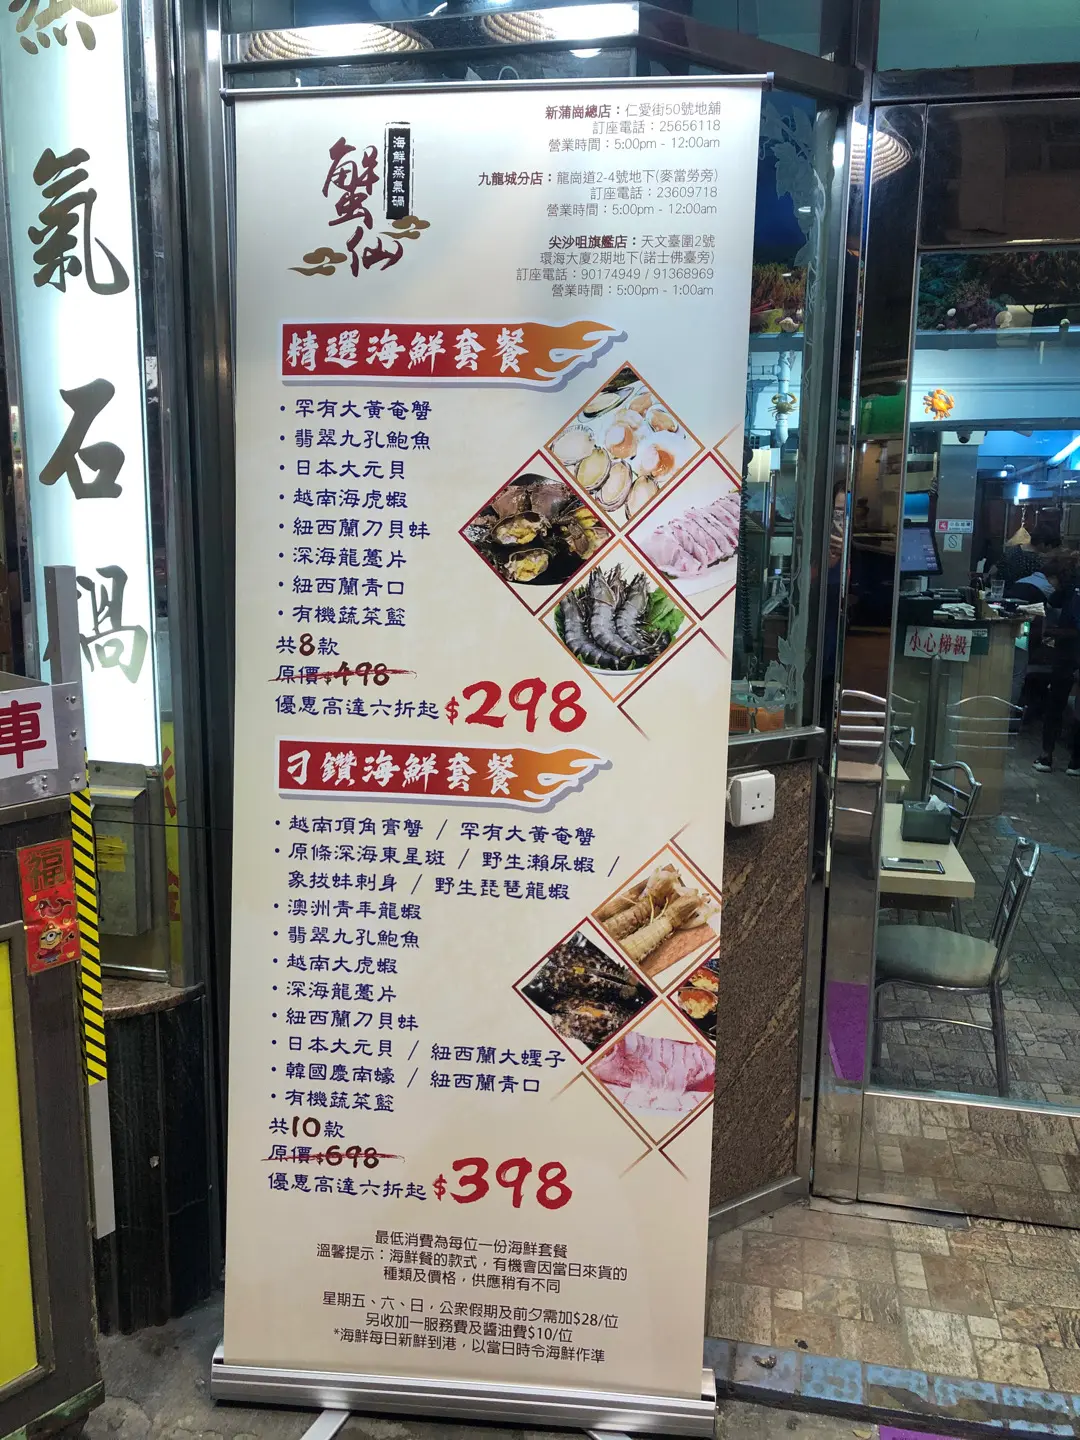 蒸
氣
石
鍋
車
福
蟹仙
海鮮蒸氣鍋
新蒲崗總店：仁愛街50號地舖
訂座電話：25656118
營業時間：5:00pm - 12:00am
九龍城分店：龍崗道2-4號地下(麥當勞旁)
訂座電話：23609718
營業時間：5:00pm - 12:00am
尖沙咀旗艦店：天文臺圍2號
環海大廈2期地下(諾士佛臺旁)
訂座電話：90174949 / 91368969
營業時間：5:00pm - 1:00am
精選海鮮套餐
・罕有大黃奄蟹
・翡翠九孔鮑魚
・日本大元貝
・越南海虎蝦
・紐西蘭刀貝蚌
・深海龍躉片
・紐西蘭青口
・有機蔬菜籃
共8款
原價$498
優惠高達六折起$298
刁鑽海鮮套餐
・越南頂角膏蟹 / 罕有大黃奄蟹
・原條深海東星斑 / 野生瀨尿蝦 /
象拔蚌刺身 / 野生琵琶龍蝦
・澳洲青年龍蝦
・翡翠九孔鮑魚
・越南大虎蝦
・深海龍躉片
・紐西蘭刀貝蚌
・日本大元貝 / 紐西蘭大蟶子
・韓國慶南蠔 / 紐西蘭青口
・有機蔬菜籃
共10款
原價$698
優惠高達六折起$398
最低消費為每位一份海鮮套餐
溫馨提示：海鮮餐的款式，有機會因當日來貨的
種類及價格，供應稍有不同
星期五、六、日，公眾假期及前夕需加$28/位
另收加一服務費及醬油費$10/位
*海鮮每日新鮮到港，以當日時令海鮮作準
小心梯級